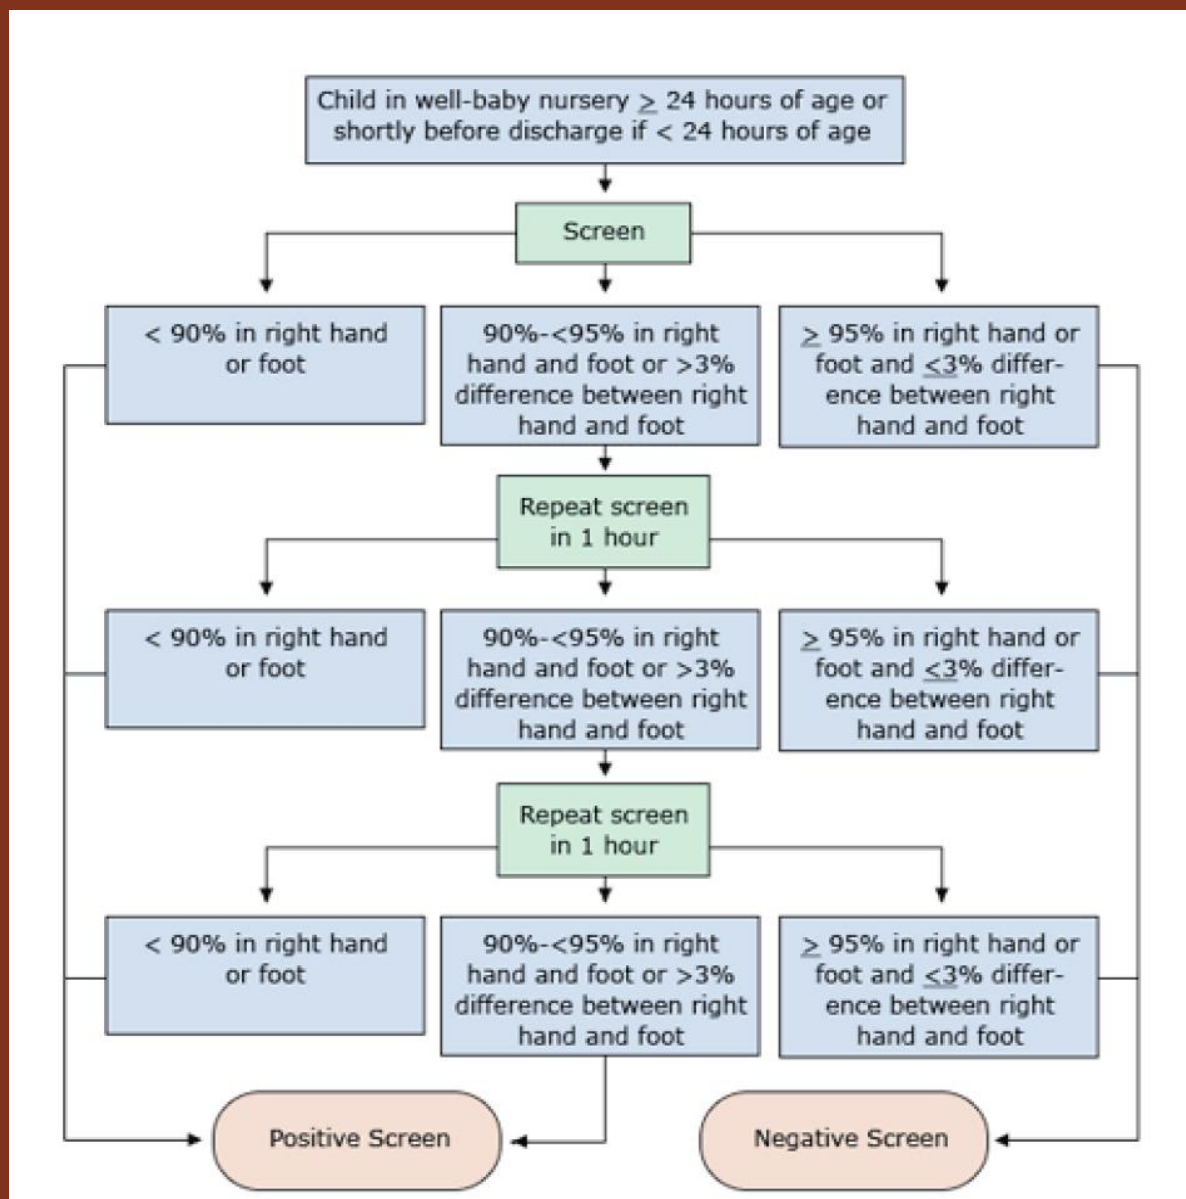 Child in well-baby nursery ≥ 24 hours of age or
shortly before discharge if < 24 hours of age
Screen
< 90% in right hand
or foot
90%-<95% in right
hand and foot or >3%
difference between right
hand and foot
≥ 95% in right hand or
foot and ≤3% differ-
ence between right
hand and foot
Repeat screen
in 1 hour
< 90% in right hand
or foot
90%-<95% in right
hand and foot or >3%
difference between right
hand and foot
≥ 95% in right hand or
foot and ≤3% differ-
ence between right
hand and foot
Repeat screen
in 1 hour
< 90% in right hand
or foot
90%-<95% in right
hand and foot or >3%
difference between right
hand and foot
≥ 95% in right hand or
foot and ≤3% differ-
ence between right
hand and foot
Positive Screen
Negative Screen